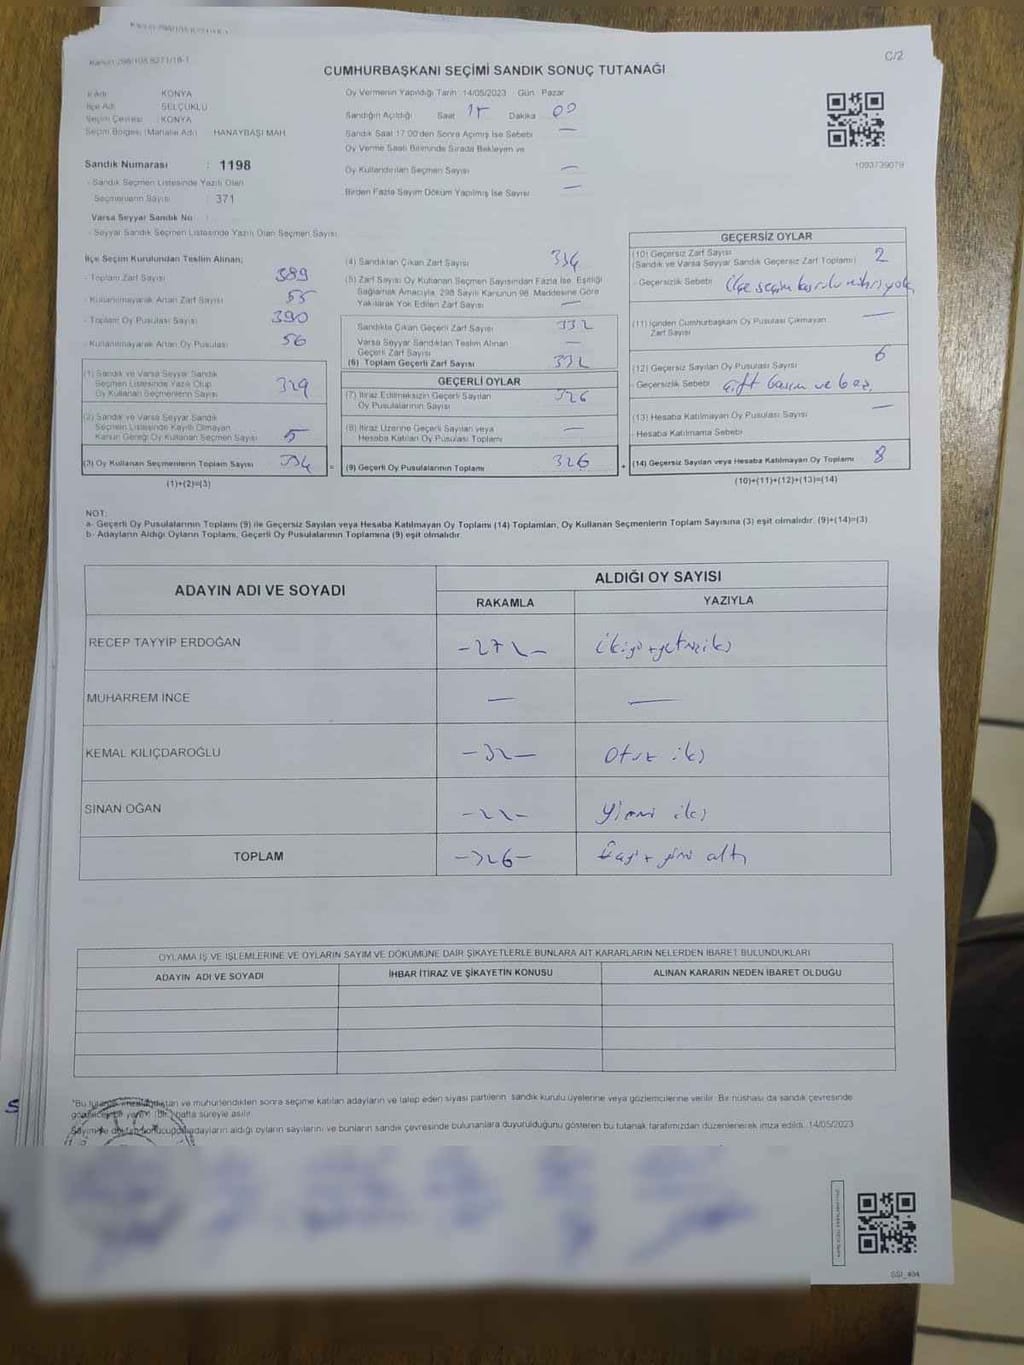 C/2
CUMHURBAŞKANI SEÇİMİ SANDIK SONUÇ TUTANAĞI
İl Adı : KONYA
İlçe Adı : SELÇUKLU
Seçim Çevresi : KONYA
Seçim Bölgesi (Mahalle Adı) : HANAYBAŞI MAH.
Sandık Numarası : 1198
- Sandık Seçmen Listesinde Yazılı Olan
Seçmenlerin Sayısı : 371
Varsa Seyyar Sandık No :
- Seyyar Sandık Seçmen Listesinde Yazılı Olan Seçmen Sayısı
Oy Vermenin Yapıldığı Tarih 14/05/2023 Gün Pazar
Sandığın Açıldığı Saat Dakika 00
Sandık Saat 17:00'den Sonra Açılmış İse Sebebi —
Oy Verme Saati Bitiminde Sırada Bekleyen ve
Oy Kullandırılan Seçmen Sayısı —
Birden Fazla Sayım Döküm Yapılmış İse Sayısı —
1093739079
İlçe Seçim Kurulundan Teslim Alınan;
- Toplam Zarf Sayısı 389
- Kullanılmayarak Artan Zarf Sayısı 55
- Toplam Oy Pusulası Sayısı 390
- Kullanılmayarak Artan Oy Pusulası 56
(1) Sandık ve Varsa Seyyar Sandık
Seçmen Listesinde Yazılı Olup
Oy Kullanan Seçmenlerin Sayısı 329
(2) Sandık ve Varsa Seyyar Sandık
Seçmen Listesinde Kayıtlı Olmayan
Kanun Gereği Oy Kullanan Seçmen Sayısı 5
(3) Oy Kullanan Seçmenlerin Toplam Sayısı 334
(1)+(2)=(3)
(4) Sandıktan Çıkan Zarf Sayısı 334
(5) Zarf Sayısı Oy Kullanan Seçmen Sayısından Fazla İse, Eşitliği
Sağlamak Amacıyla, 298 Sayılı Kanunun 98. Maddesine Göre
Yakılarak Yok Edilen Zarf Sayısı —
Sandıkta Çıkan Geçerli Zarf Sayısı 332
Varsa Seyyar Sandıktan Teslim Alınan
Geçerli Zarf Sayısı —
(6) Toplam Geçerli Zarf Sayısı 332
GEÇERLİ OYLAR
(7) İtiraz Edilmeksizin Geçerli Sayılan
Oy Pusulalarının Sayısı 326
(8) İtiraz Üzerine Geçerli Sayılan veya
Hesaba Katılan Oy Pusulası Toplamı —
= (9) Geçerli Oy Pusulalarının Toplamı 326
GEÇERSİZ OYLAR
(10) Geçersiz Zarf Sayısı
(Sandık ve Varsa Seyyar Sandık Geçersiz Zarf Toplamı) 2
- Geçersizlik Sebebi ilçe seçim kurulu mührü yok
(11) İçinden Cumhurbaşkanı Oy Pusulası Çıkmayan
Zarf Sayısı —
(12) Geçersiz Sayılan Oy Pusulası Sayısı 6
- Geçersizlik Sebebi çift basım ve boş
(13) Hesaba Katılmayan Oy Pusulası Sayısı —
- Hesaba Katılmama Sebebi
+ (14) Geçersiz Sayılan veya Hesaba Katılmayan Oy Toplamı 8
(10)+(11)+(12)+(13)=(14)
NOT:
a- Geçerli Oy Pusulalarının Toplamı (9) ile Geçersiz Sayılan veya Hesaba Katılmayan Oy Toplamı (14) Toplamları, Oy Kullanan Seçmenlerin Toplam Sayısına (3) eşit olmalıdır. (9)+(14)=(3)
b- Adayların Aldığı Oyların Toplamı, Geçerli Oy Pusulalarının Toplamına (9) eşit olmalıdır.
ADAYIN ADI VE SOYADI ALDIĞI OY SAYISI
RAKAMLA YAZIYLA
RECEP TAYYİP ERDOĞAN -272- ikiyüzyetmişiki
MUHARREM İNCE — —
KEMAL KILIÇDAROĞLU -32- otuz iki
SİNAN OĞAN -22- yirmi iki
TOPLAM -326- üçyüz yirmi altı
OYLAMA İŞ VE İŞLEMLERİNE VE OYLARIN SAYIM VE DÖKÜMÜNE DAİR ŞİKAYETLERLE BUNLARA AİT KARARLARIN NELERDEN İBARET BULUNDUKLARI
ADAYIN ADI VE SOYADI İHBAR İTİRAZ VE ŞİKAYETİN KONUSU ALINAN KARARIN NEDEN İBARET OLDUĞU
"Bu tutanak imzalandıktan ve mühürlendikten sonra seçime katılan adayların ve talep eden siyasi partilerin sandık kurulu üyelerine veya gözlemcilerine verilir. Bir nüshası da sandık çevresinde
görülecek bir yere (bir) hafta süreyle asılır.
adayların aldığı oyların sayılarını ve bunların sandık çevresinde bulunanlara duyurulduğunu gösteren bu tutanak tarafımızdan düzenlenerek imza edildi. 14/05/2023